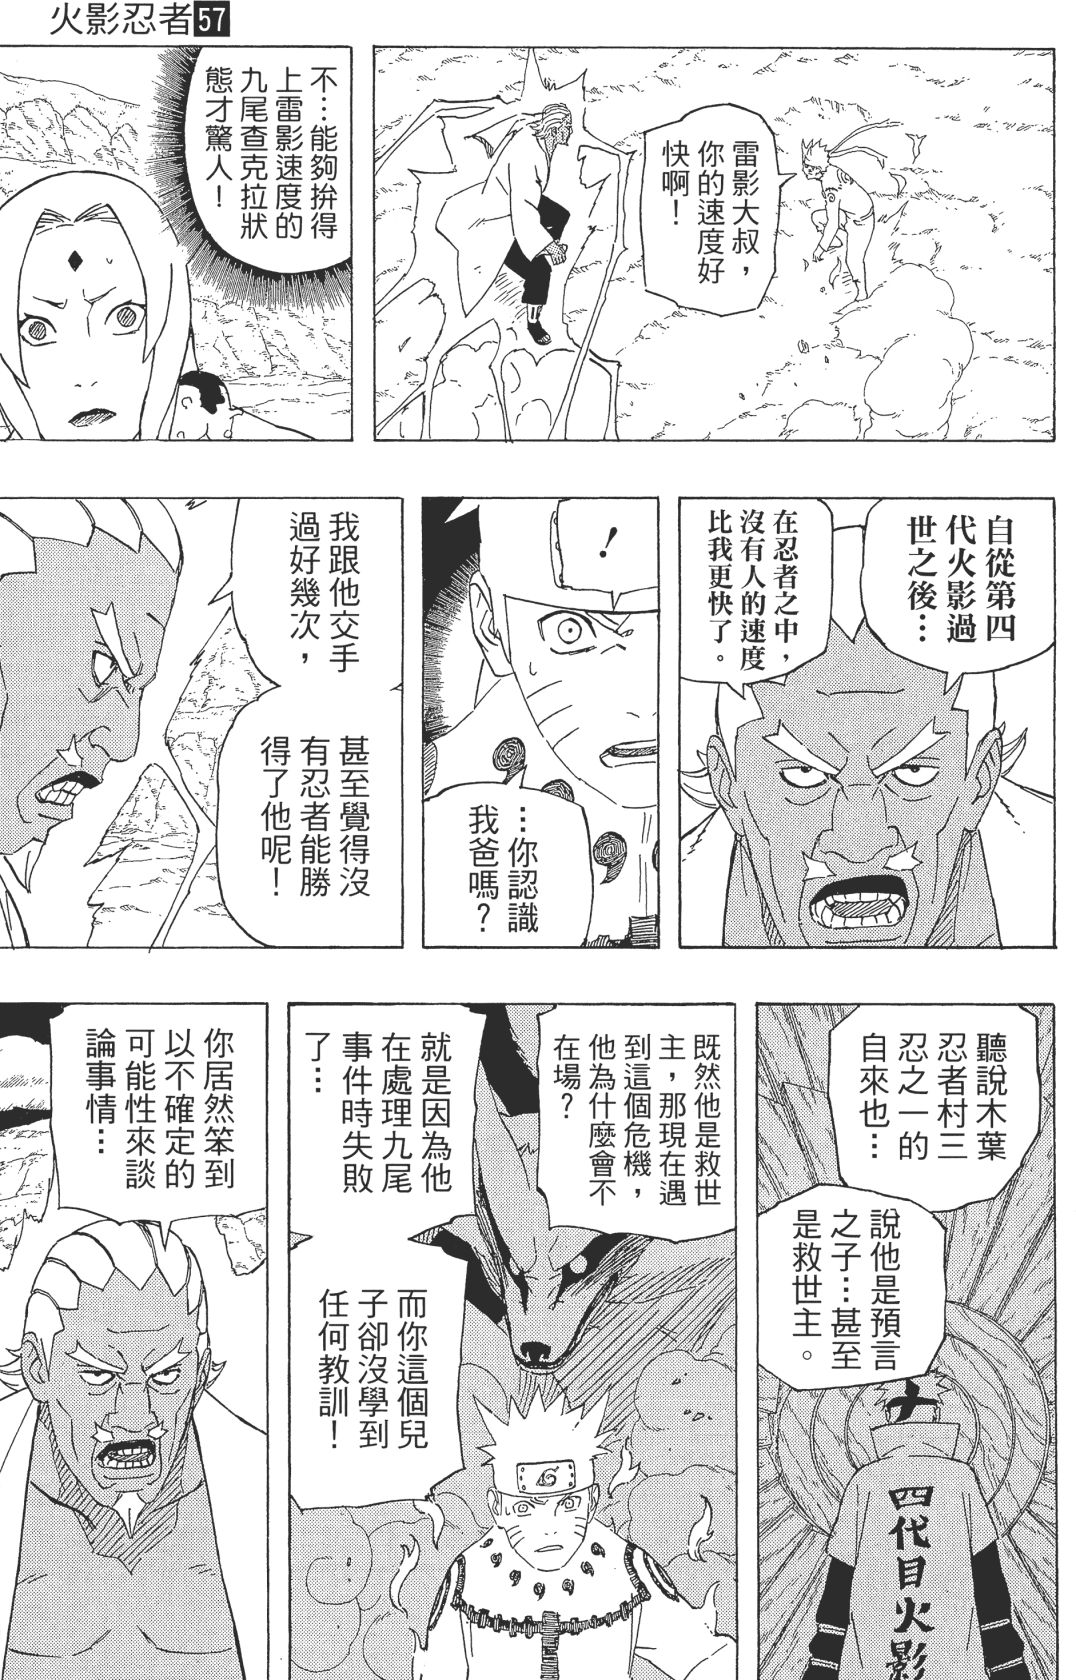 火影忍者57
雷影大叔，
你的速度好
快啊！
不…能夠拚得
上雷影速度的
九尾查克拉狀
態才驚人！
自從第四
代火影過
世之後…
在忍者之中，
沒有人的速度
比我更快了。
！
…你認識
我爸嗎？
我跟他交手
過好幾次，
甚至覺得沒
有忍者能勝
得了他呢！
聽說木葉
忍者村三
忍之一的
自來也…
說他是預言
之子…甚至
是救世主。
四代目火影
既然他是救世
主，那現在遇
到這個危機，
他為什麼會不
在場？
就是因為他
在處理九尾
事件時失敗
了…
而你這個兒
子卻沒學到
任何教訓！
你居然笨到
以不確定的
可能性來談
論事情…